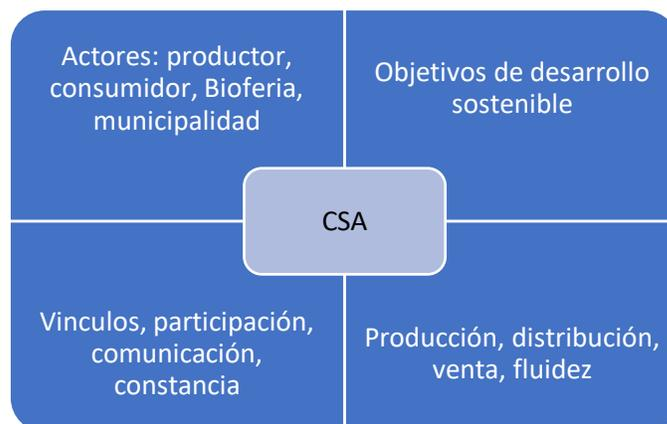 Actores: productor,
consumidor, Bioferia,
municipalidad
Objetivos de desarrollo
sostenible
CSA
Vinculos, participación,
comunicación,
constancia
Producción, distribución,
venta, fluidez